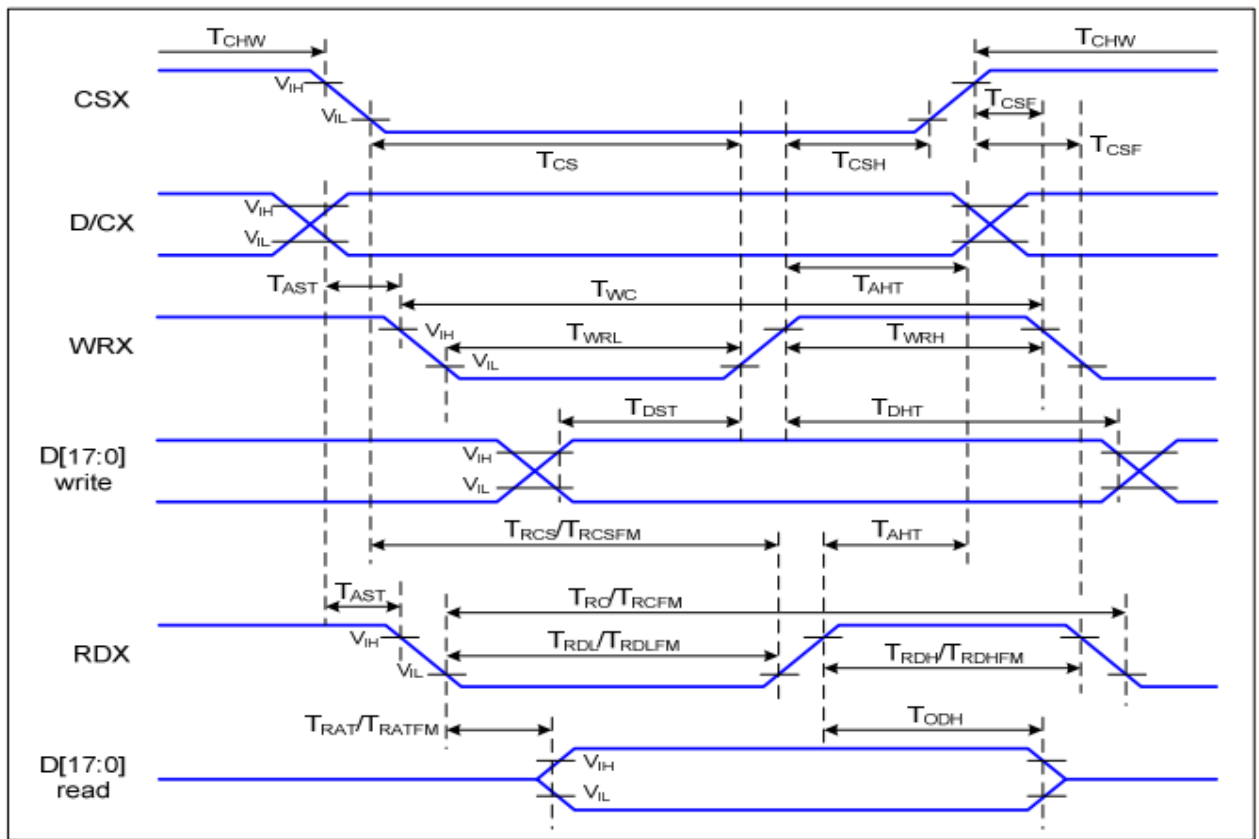 TCHW TCHW
VIH
CSX
TCSF
VIL
TCS TCSH TCSF
VIH
D/CX
VIL
TAST TWC TAHT
VIH
WRX
TWRL TWRH
VIL
TDST TDHT
D[17:0]
write
VIH
VIL
TRCS/TRCSFM TAHT
TAST TRC/TRCFM
VIH
RDX
TRDL/TRDLFM TRDH/TRDHFM
VIL
TRAT/TRATFM TODH
D[17:0]
read
VIH
VIL